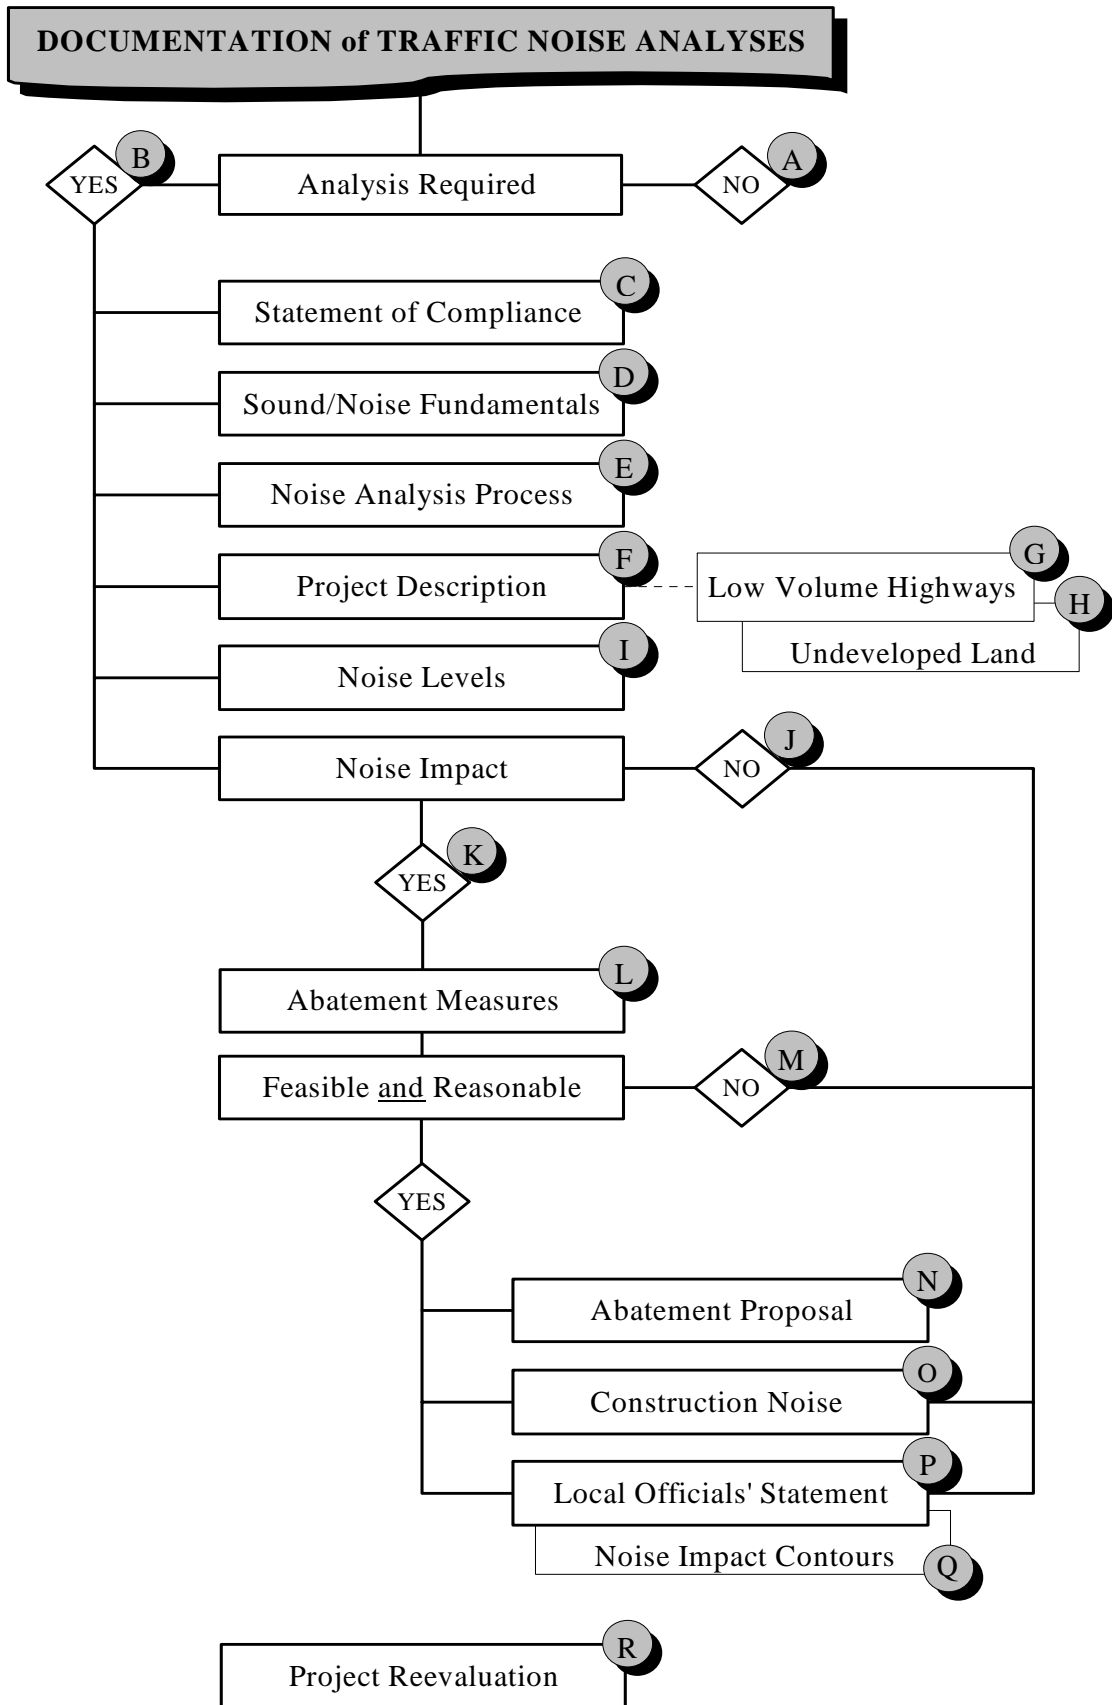 DOCUMENTATION of TRAFFIC NOISE ANALYSES
B
YES
Analysis Required
A
NO
C
Statement of Compliance
D
Sound/Noise Fundamentals
E
Noise Analysis Process
F
Project Description
G
Low Volume Highways
H
Undeveloped Land
I
Noise Levels
Noise Impact
J
NO
K
YES
L
Abatement Measures
Feasible and Reasonable
M
NO
YES
N
Abatement Proposal
O
Construction Noise
P
Local Officials' Statement
Noise Impact Contours
Q
R
Project Reevaluation